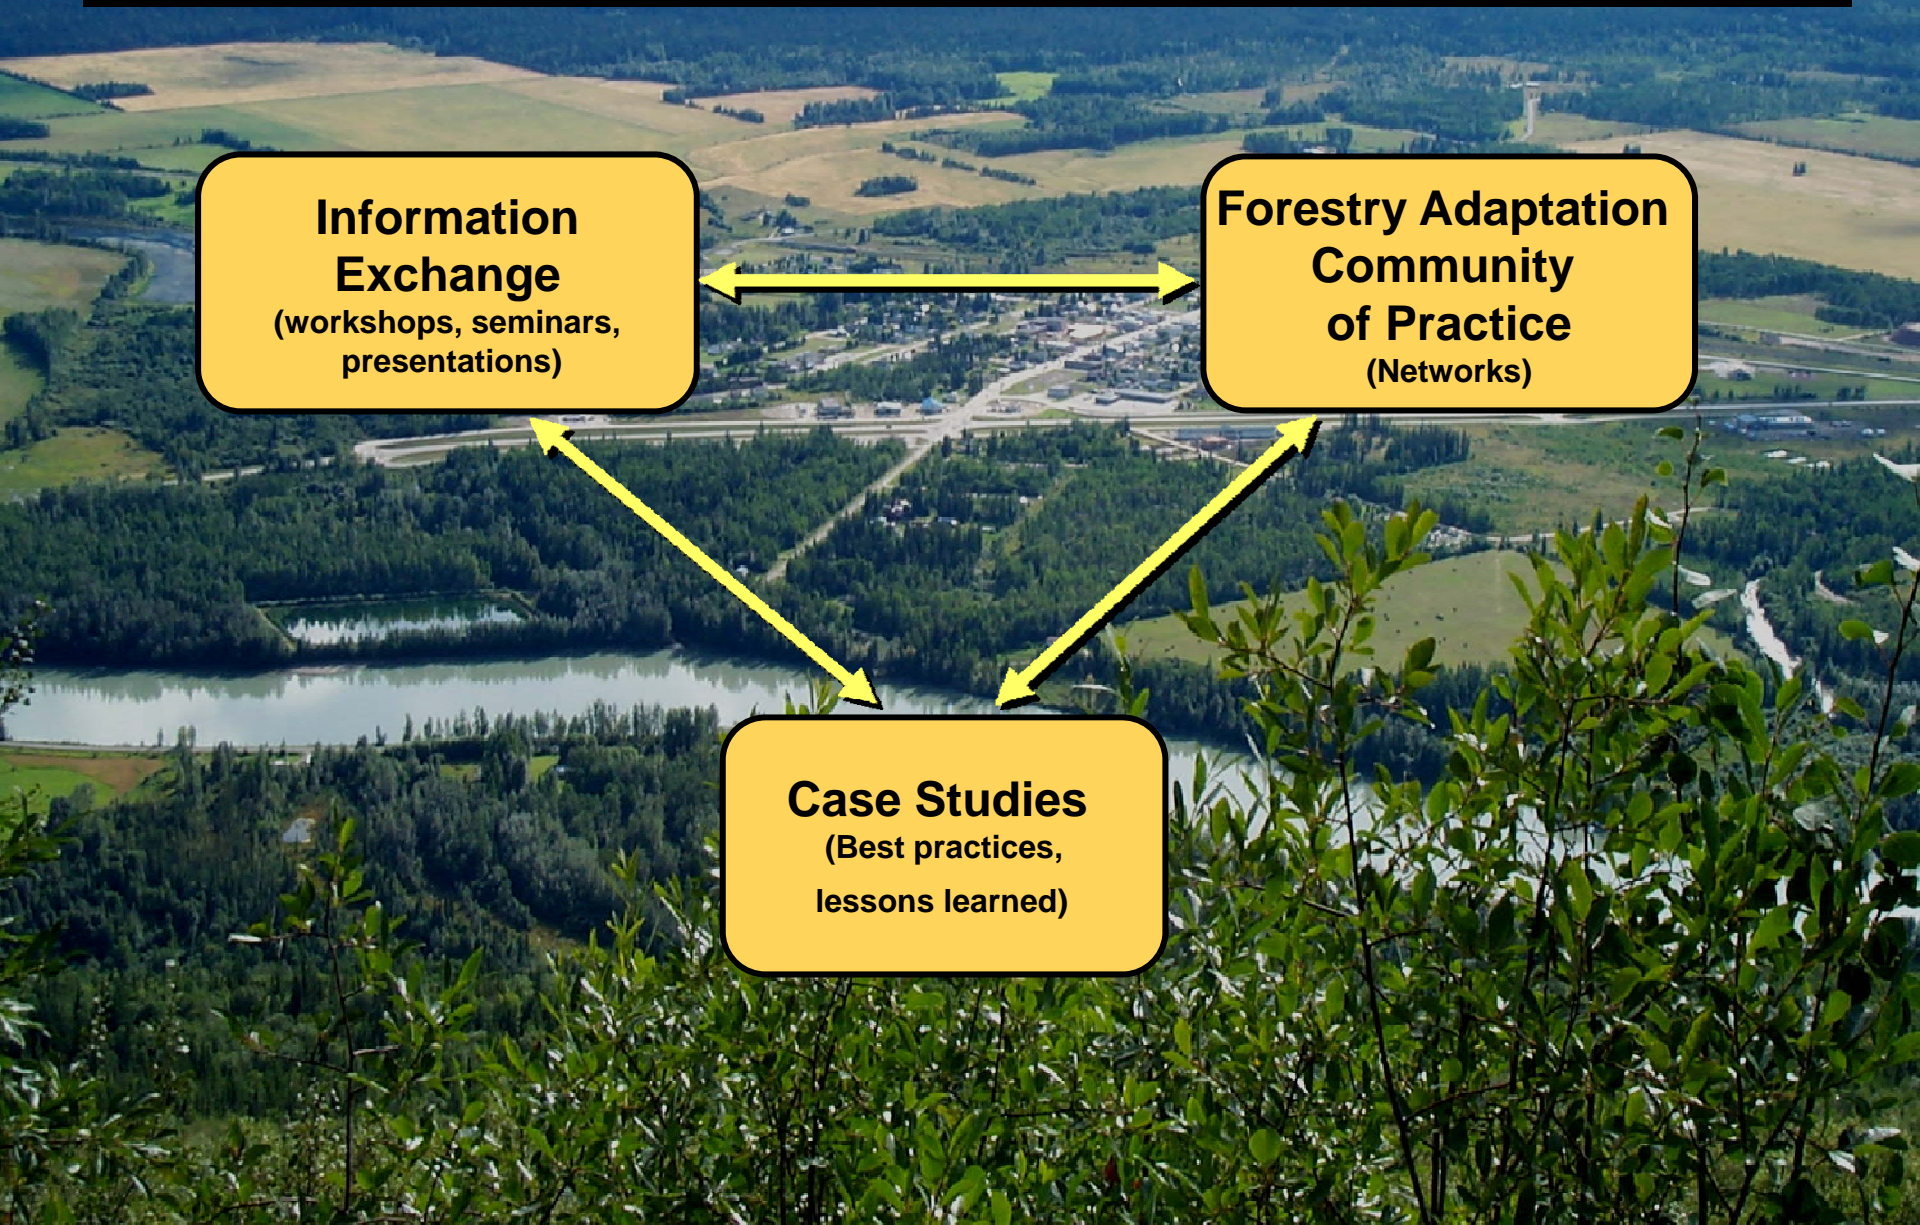 Information
Exchange
(workshops, seminars,
presentations)
Forestry Adaptation
Community
of Practice
(Networks)
Case Studies
(Best practices,
lessons learned)